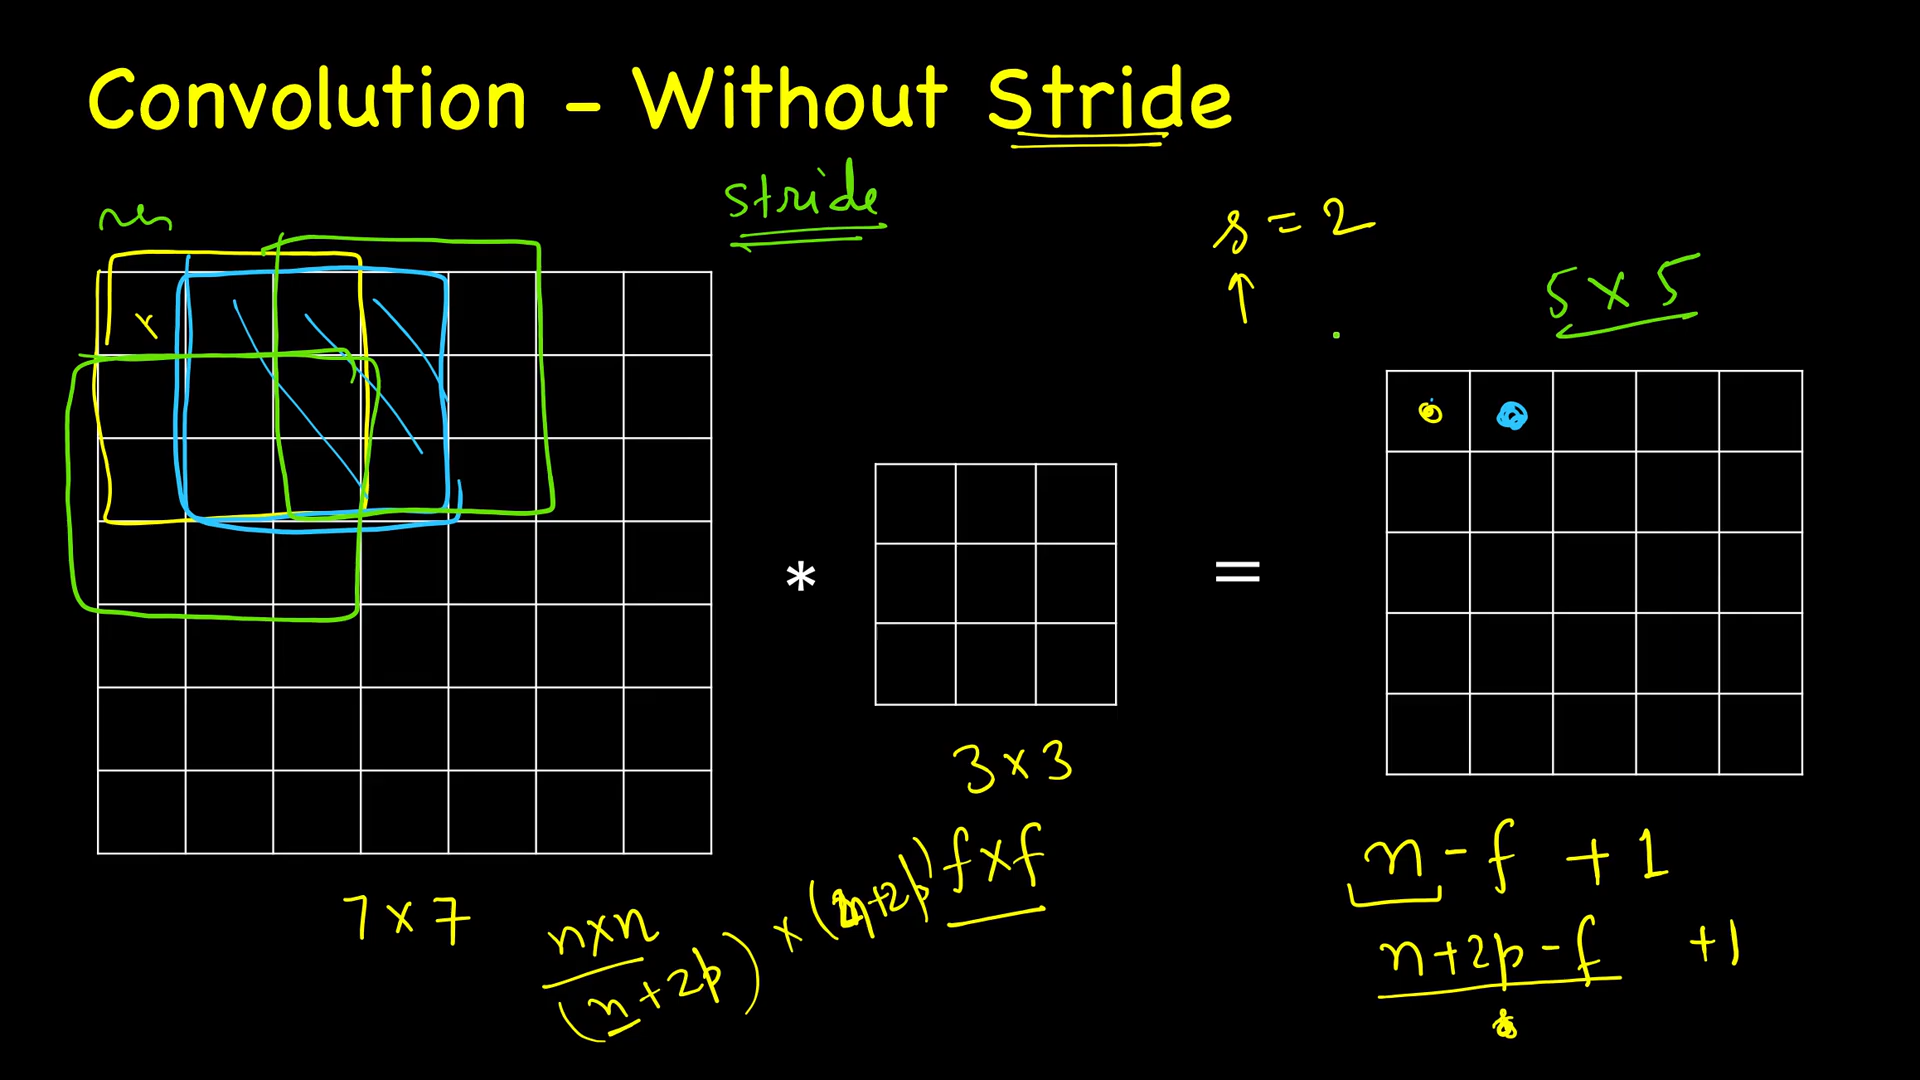 Convolution - Without Stride
stride
s = 2
5 x 5
* =
3 x 3
f x f
7 x 7
n x n
(n+2p) x (n+2p)
n - f + 1
n+2p-f +1
s